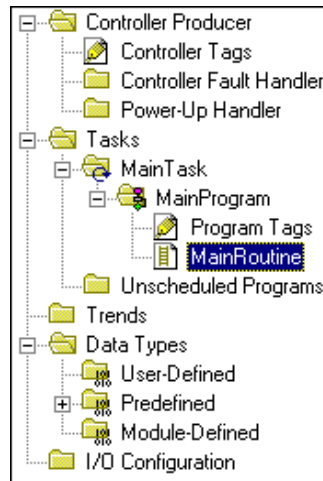 Controller Producer
Controller Tags
Controller Fault Handler
Power-Up Handler
Tasks
MainTask
MainProgram
Program Tags
MainRoutine
Unscheduled Programs
Trends
Data Types
User-Defined
Predefined
Module-Defined
I/O Configuration